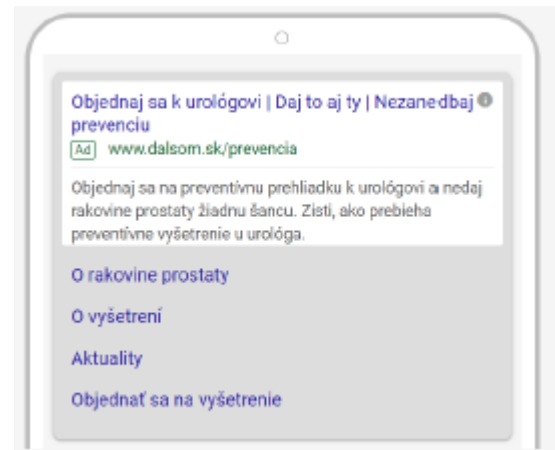 Objednaj sa k urológovi | Daj to aj ty | Nezanedbaj
prevenciu
Ad www.dalsom.sk/prevencia
Objednaj sa na preventívnu prehliadku k urológovi a nedaj
rakovine prostaty žiadnu šancu. Zisti, ako prebieha
preventívne vyšetrenie u urológa.
O rakovine prostaty
O vyšetrení
Aktuality
Objednať sa na vyšetrenie